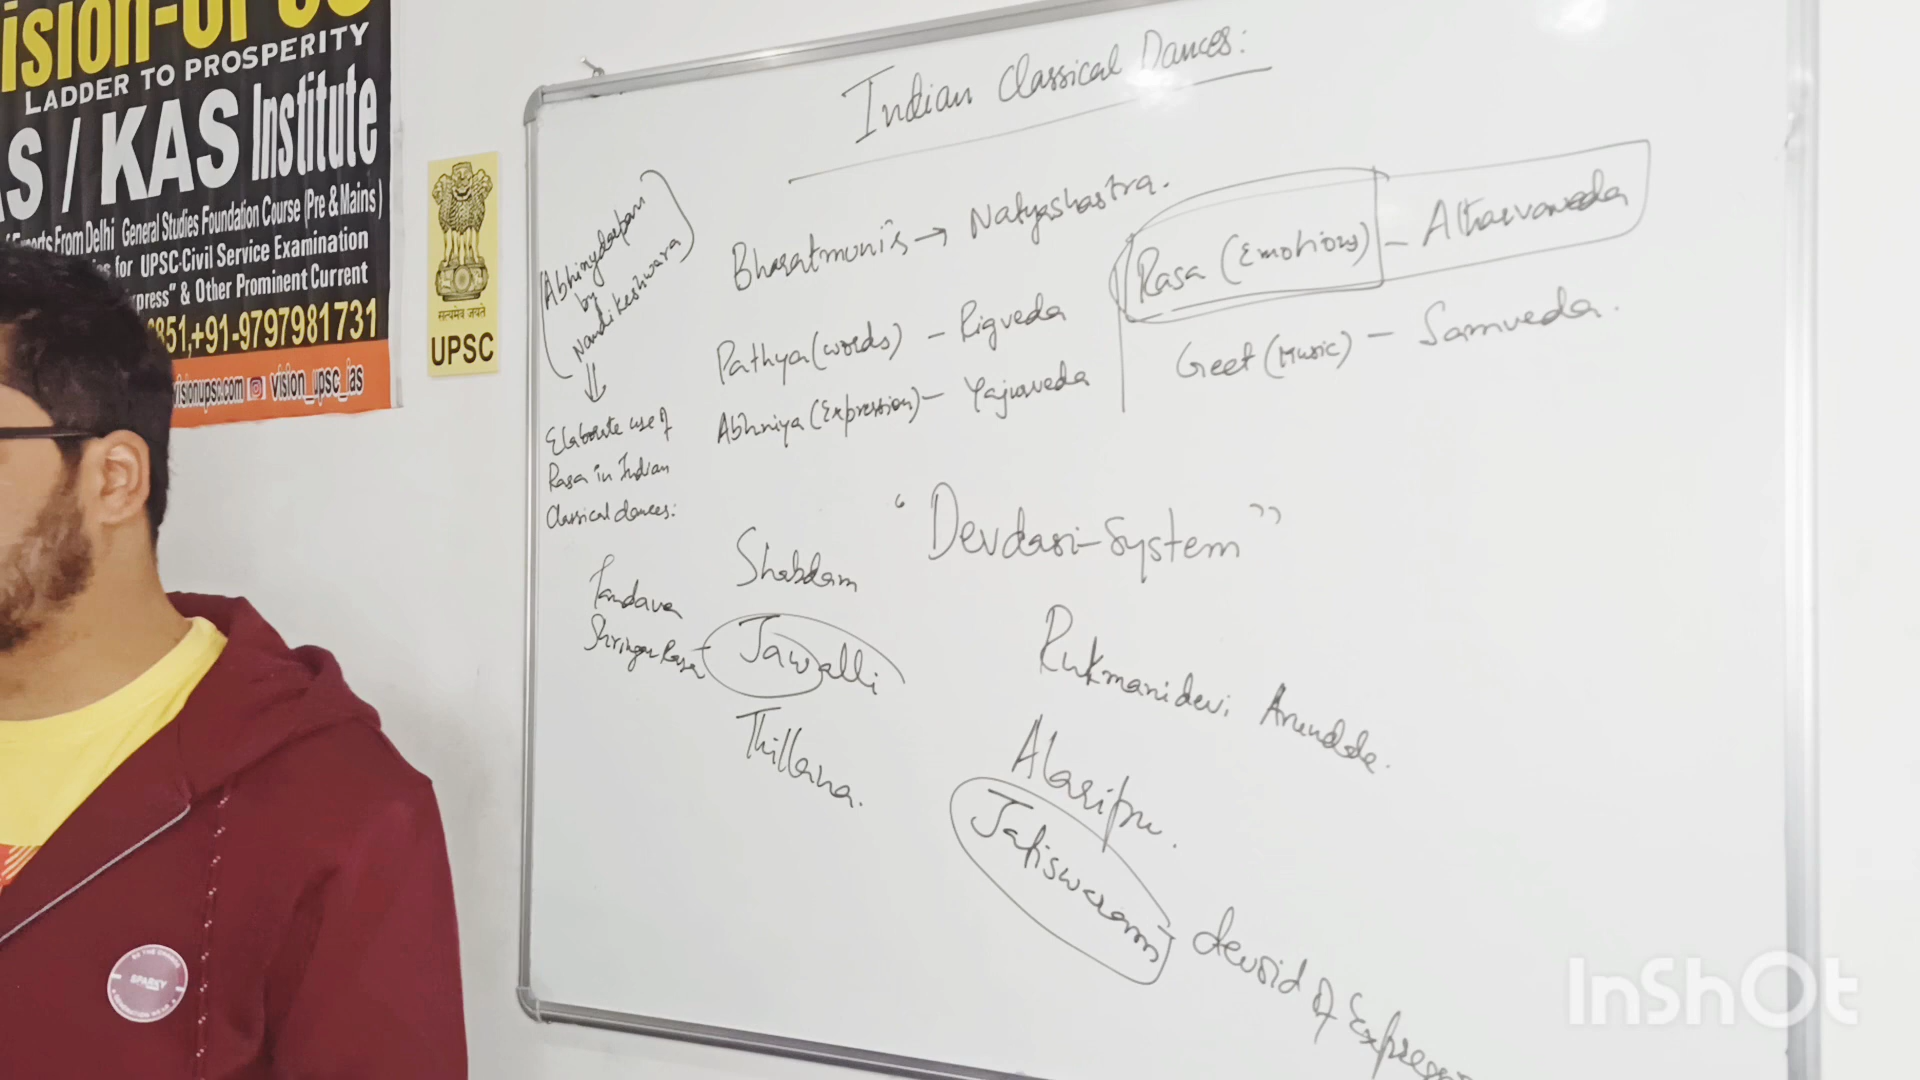 ision-UPSC
LADDER TO PROSPERITY
AS / KAS Institute
Experts From Delhi General Studies Foundation Course (Pre & Mains)
for UPSC-Civil Service Examination
press" & Other Prominent Current
851,+91-9797981731
visionupsc.com vision_upsc_ias
सत्यमेव जयते
UPSC
Indian Classical Dances:
(Abhinydarpan
by
Nandikeshwara)
Elaborate use of
Rasa in Indian
Classical dances:
Bharatmuni's → Natyashastra.
Pathya (words) - Rigveda
Abhniya (Expression) - Yajurveda
Rasa (Emotions) - Atharvaveda
Geet (Music) - Samveda.
"Devdasi-System"
Tandava
Shringar Rasa
Shabdam
Jawalli
Thillana.
Rukmanidevi Arundale.
Alaripu.
Jatiswaram
devoid of Express
SPARKY
InShOt